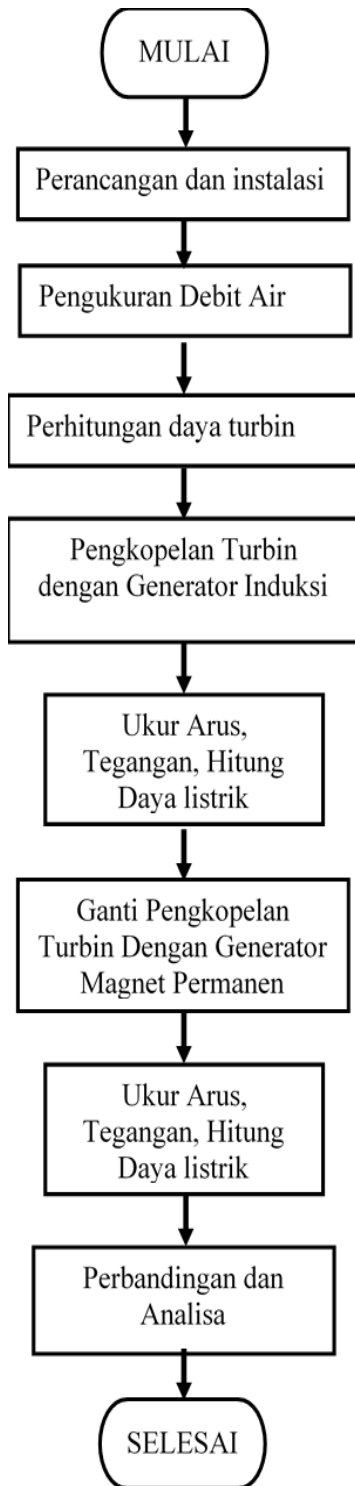 MULAI
Perancangan dan instalasi
Pengukuran Debit Air
Perhitungan daya turbin
Pengkopelan Turbin
dengan Generator Induksi
Ukur Arus,
Tegangan, Hitung
Daya listrik
Ganti Pengkopelan
Turbin Dengan Generator
Magnet Permanen
Ukur Arus,
Tegangan, Hitung
Daya listrik
Perbandingan dan
Analisa
SELESAI